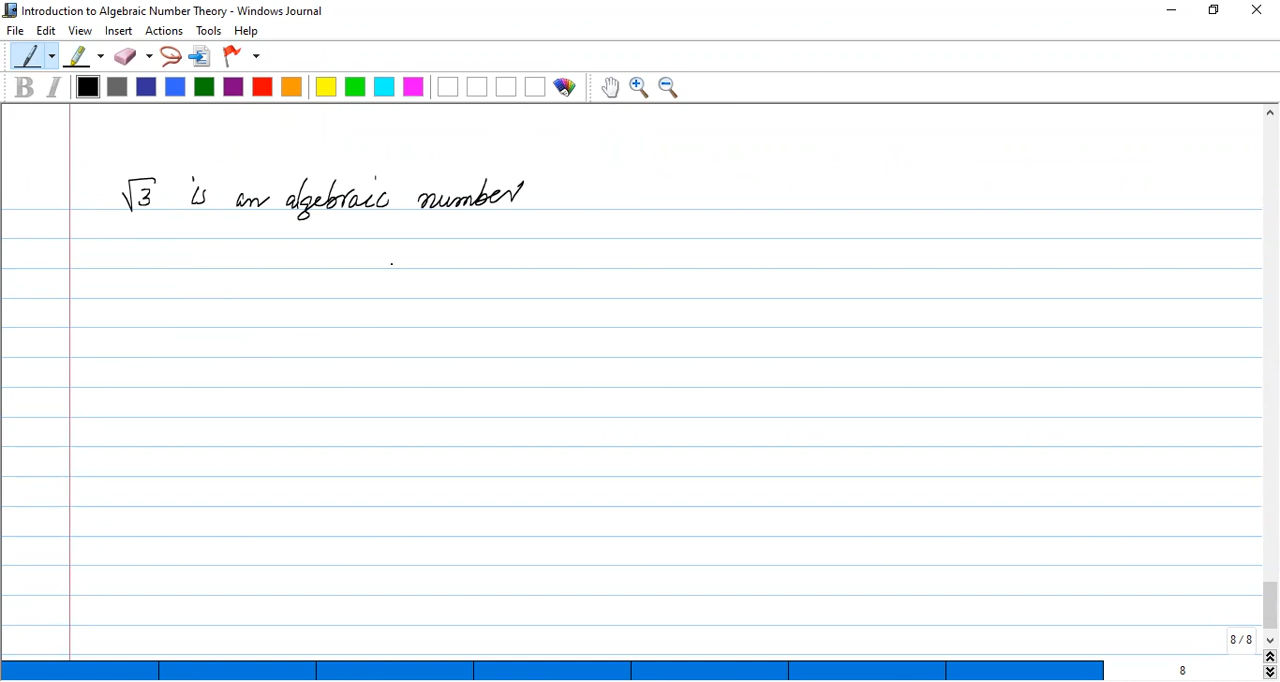 Introduction to Algebraic Number Theory - Windows Journal
File Edit View Insert Actions Tools Help
B I
√3 is an algebraic number
8 / 8
8